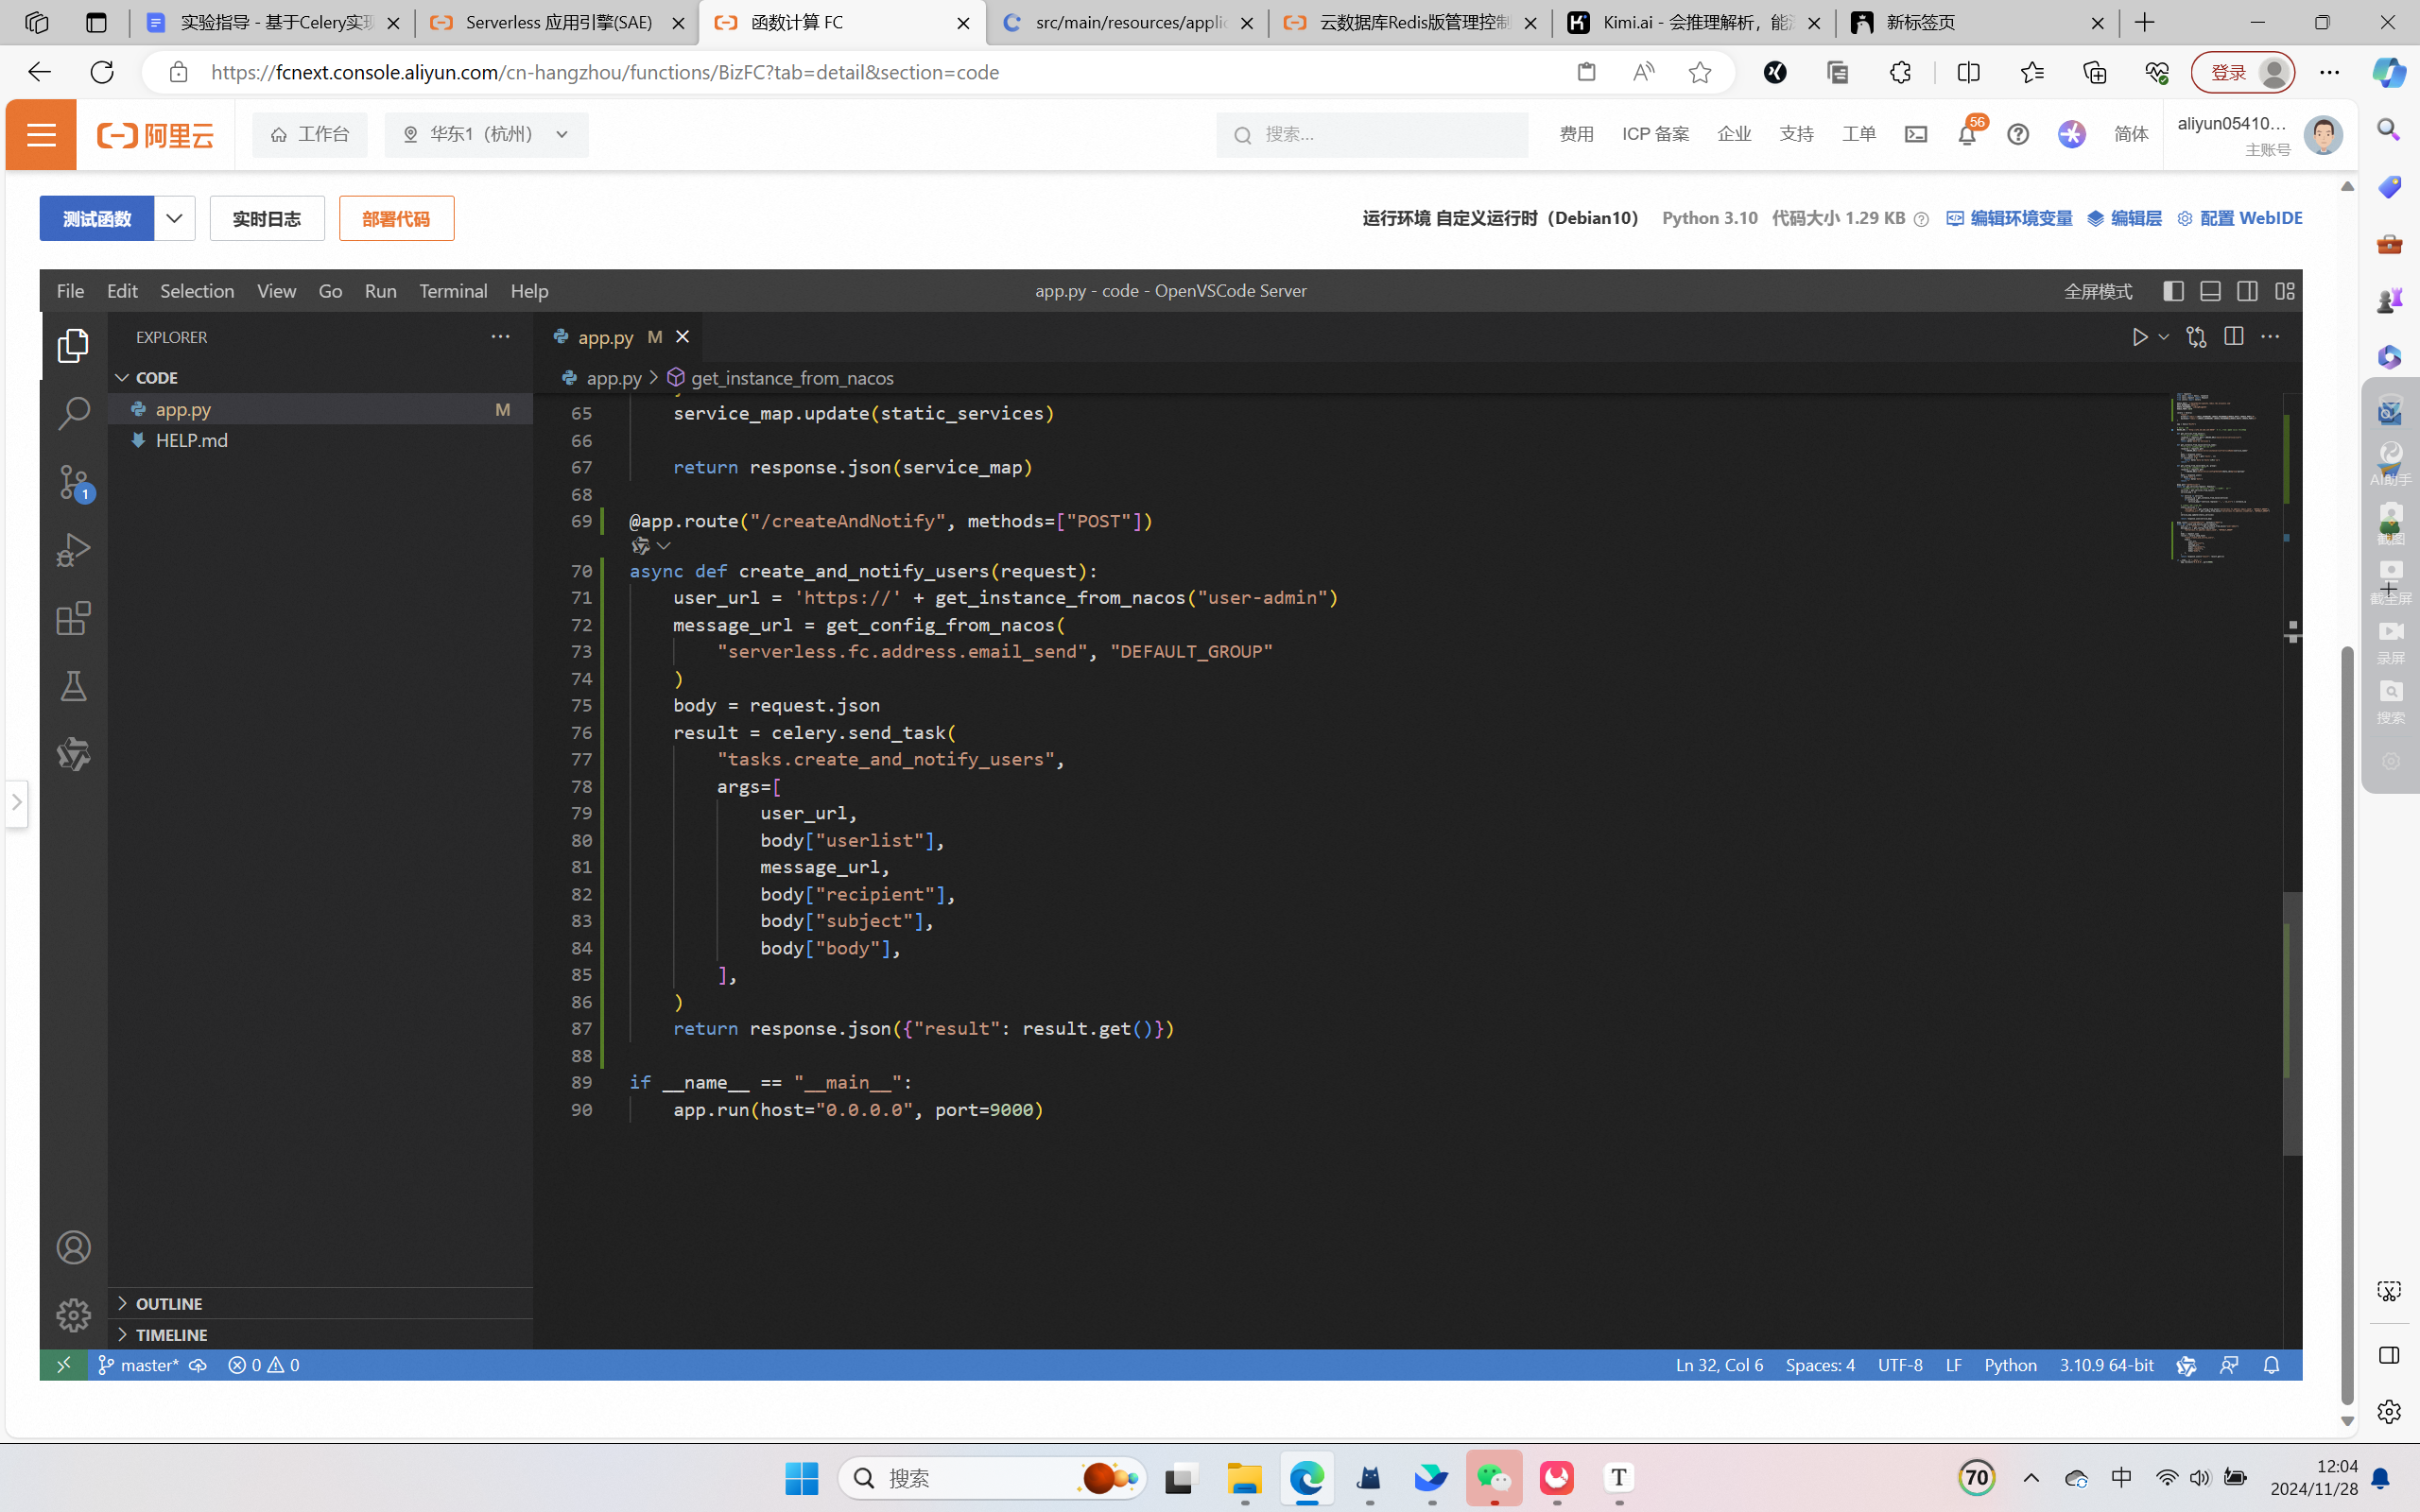 实验指导 - 基于Celery实现
Serverless 应用引擎(SAE)
函数计算 FC
src/main/resources/applic
云数据库Redis版管理控制
Kimi.ai - 会推理解析，能深
新标签页
https://fcnext.console.aliyun.com/cn-hangzhou/functions/BizFC?tab=detail&section=code
登录
阿里云
工作台
华东1（杭州）
搜索...
费用
ICP 备案
企业
支持
工单
56
简体
aliyun05410...
主账号
测试函数
实时日志
部署代码
运行环境 自定义运行时（Debian10）
Python 3.10
代码大小 1.29 KB
编辑环境变量
编辑层
配置 WebIDE
File Edit Selection View Go Run Terminal Help
app.py - code - OpenVSCode Server
全屏模式
EXPLORER
app.py M
CODE
app.py > get_instance_from_nacos
app.py M
HELP.md
65 service_map.update(static_services)
66
67 return response.json(service_map)
68
69 @app.route("/createAndNotify", methods=["POST"])
70 async def create_and_notify_users(request):
71 user_url = 'https://' + get_instance_from_nacos("user-admin")
72 message_url = get_config_from_nacos(
73 "serverless.fc.address.email_send", "DEFAULT_GROUP"
74 )
75 body = request.json
76 result = celery.send_task(
77 "tasks.create_and_notify_users",
78 args=[
79 user_url,
80 body["userlist"],
81 message_url,
82 body["recipient"],
83 body["subject"],
84 body["body"],
85 ],
86 )
87 return response.json({"result": result.get()})
88
89 if __name__ == "__main__":
90 app.run(host="0.0.0.0", port=9000)
1
OUTLINE
TIMELINE
master*
0 0
Ln 32, Col 6
Spaces: 4
UTF-8
LF
Python
3.10.9 64-bit
AI助手
截图
截全屏
录屏
搜索
搜索
70
中
12:04
2024/11/28